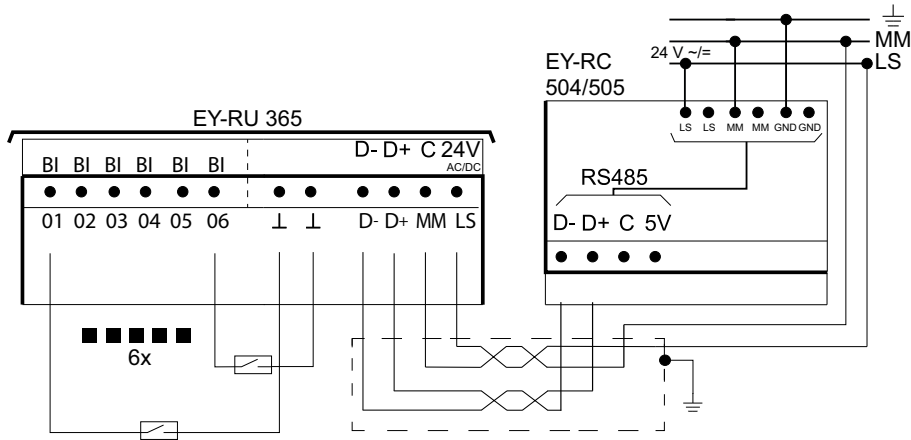 MM
24 V ~/=
LS
EY-RC
504/505
EY-RU 365
LS LS MM MM GND GND
D- D+ C 24V
AC/DC
BI BI BI BI BI BI
RS485
01 02 03 04 05 06 ⊥ ⊥ D- D+ MM LS
D- D+ C 5V
6x